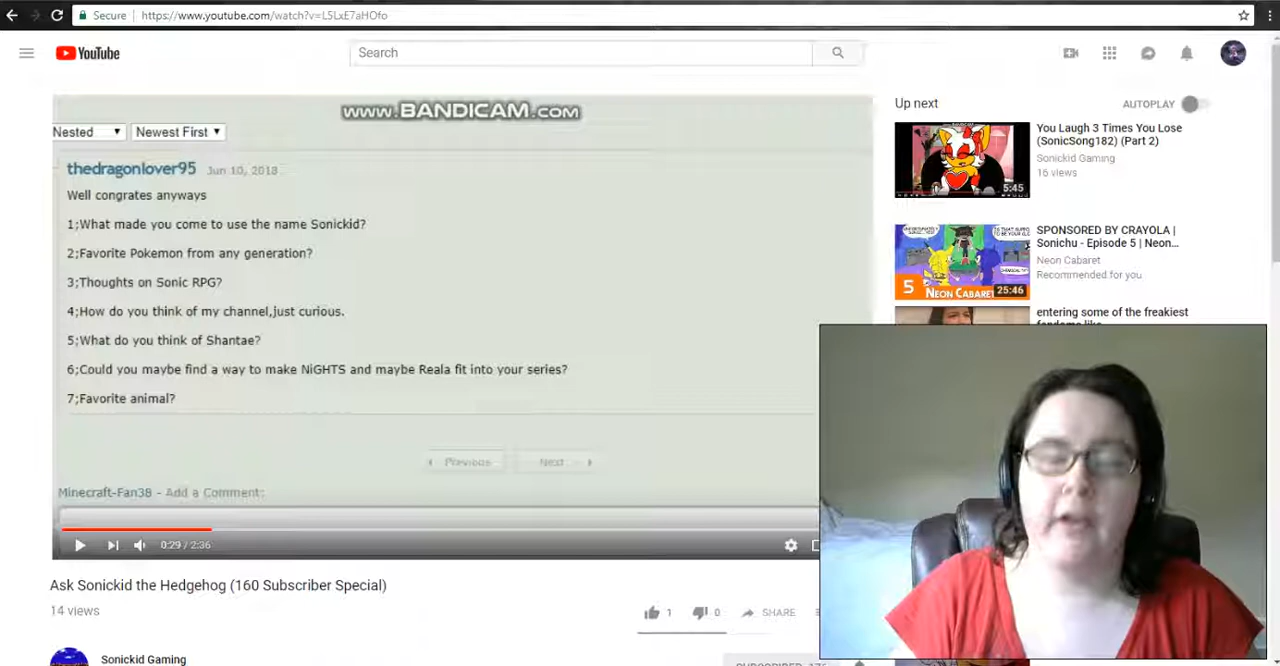 Secure https://www.youtube.com/watch?v=L5LxE7aHOfo
YouTube
Search
www.BANDICAM.com
Nested Newest First
thedragonlover95 Jun 10, 2018
Well congrates anyways
1;What made you come to use the name Sonickid?
2;Favorite Pokemon from any generation?
3;Thoughts on Sonic RPG?
4;How do you think of my channel,just curious.
5;What do you think of Shantae?
6;Could you maybe find a way to make NiGHTS and maybe Reala fit into your series?
7;Favorite animal?
Previous Next
Minecraft-Fan38 - Add a Comment:
0:29 / 2:36
Ask Sonickid the Hedgehog (160 Subscriber Special)
14 views
1 0 SHARE
Sonickid Gaming
Up next AUTOPLAY
5:45
You Laugh 3 Times You Lose
(SonicSong182) (Part 2)
Sonickid Gaming
16 views
5 NEON CABARET 25:46
SPONSORED BY CRAYOLA |
Sonichu - Episode 5 | Neon...
Neon Cabaret
Recommended for you
entering some of the freakiest